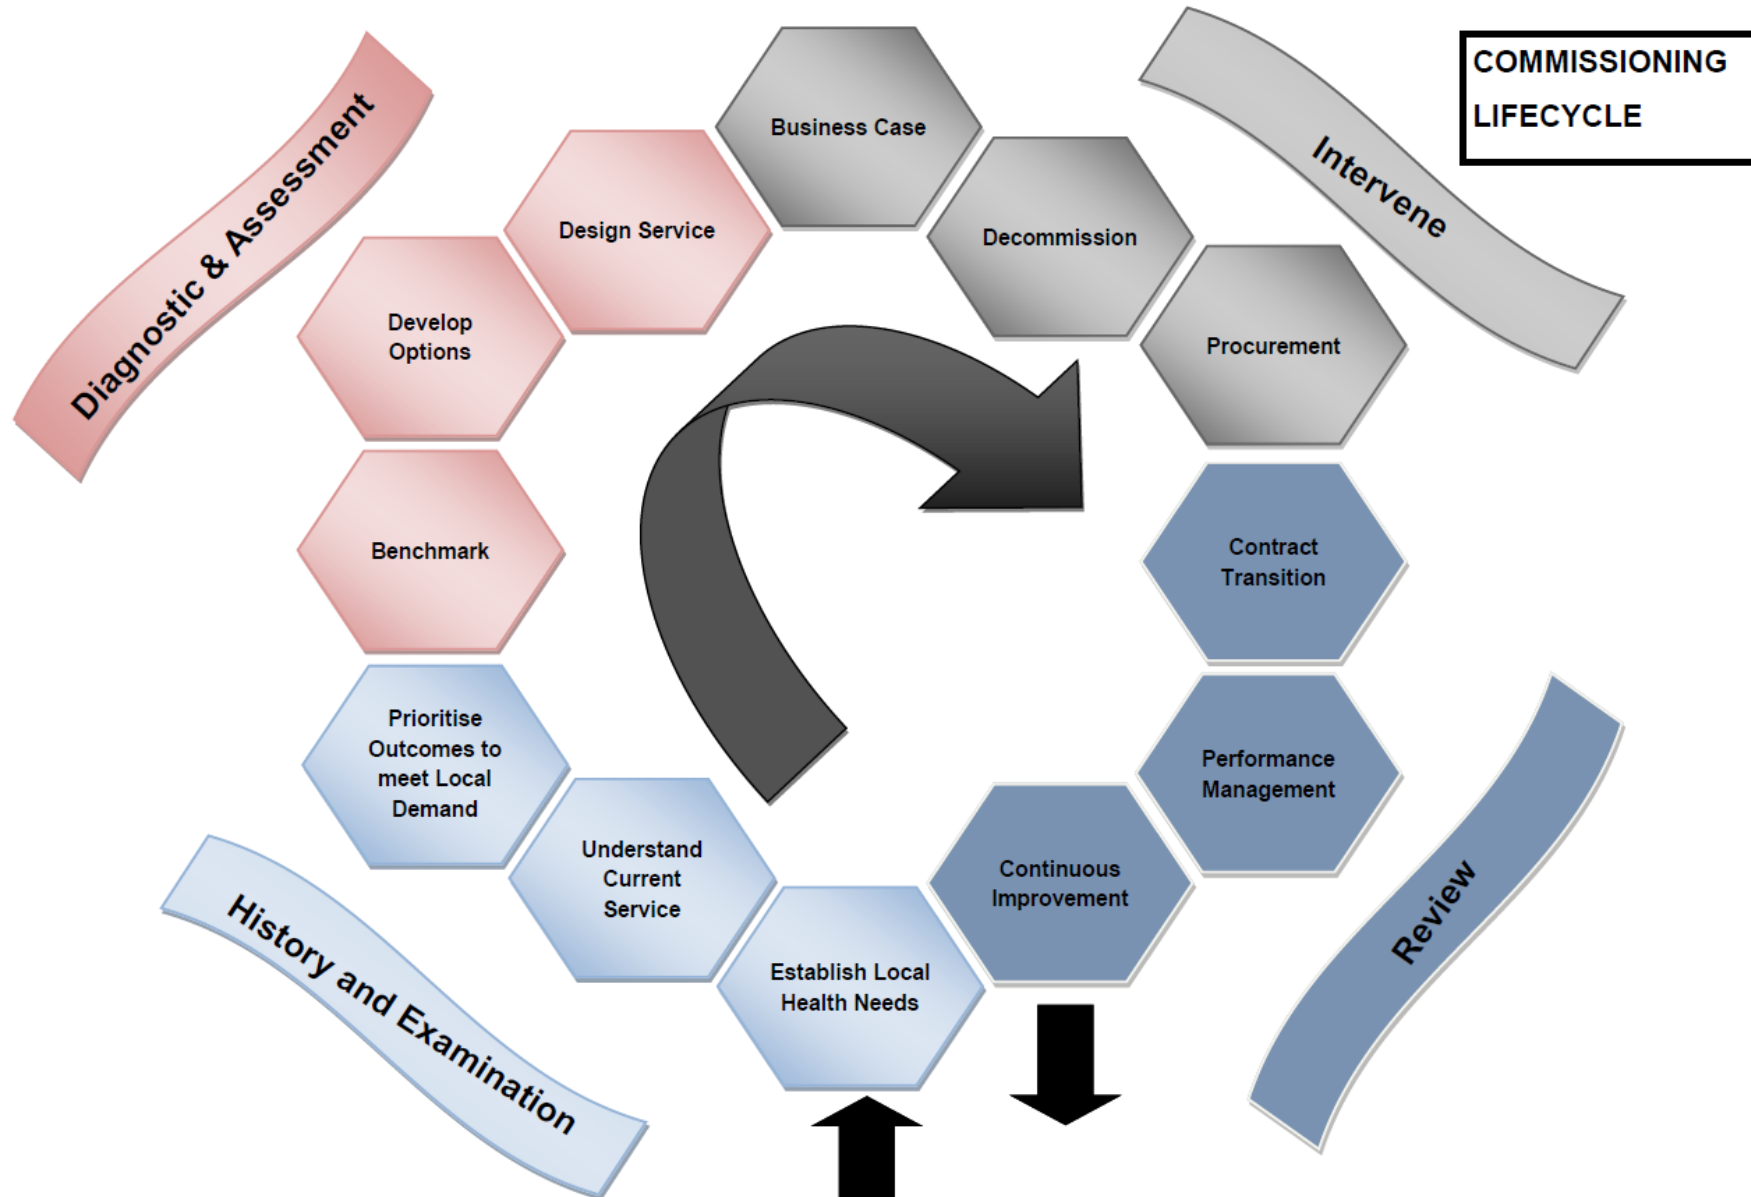 COMMISSIONING
LIFECYCLE
Diagnostic & Assessment
Intervene
Business Case
Design Service
Decommission
Develop
Options
Procurement
Benchmark
Contract
Transition
Prioritise
Outcomes to
meet Local
Demand
Performance
Management
Understand
Current
Service
Continuous
Improvement
Establish Local
Health Needs
History and Examination
Review